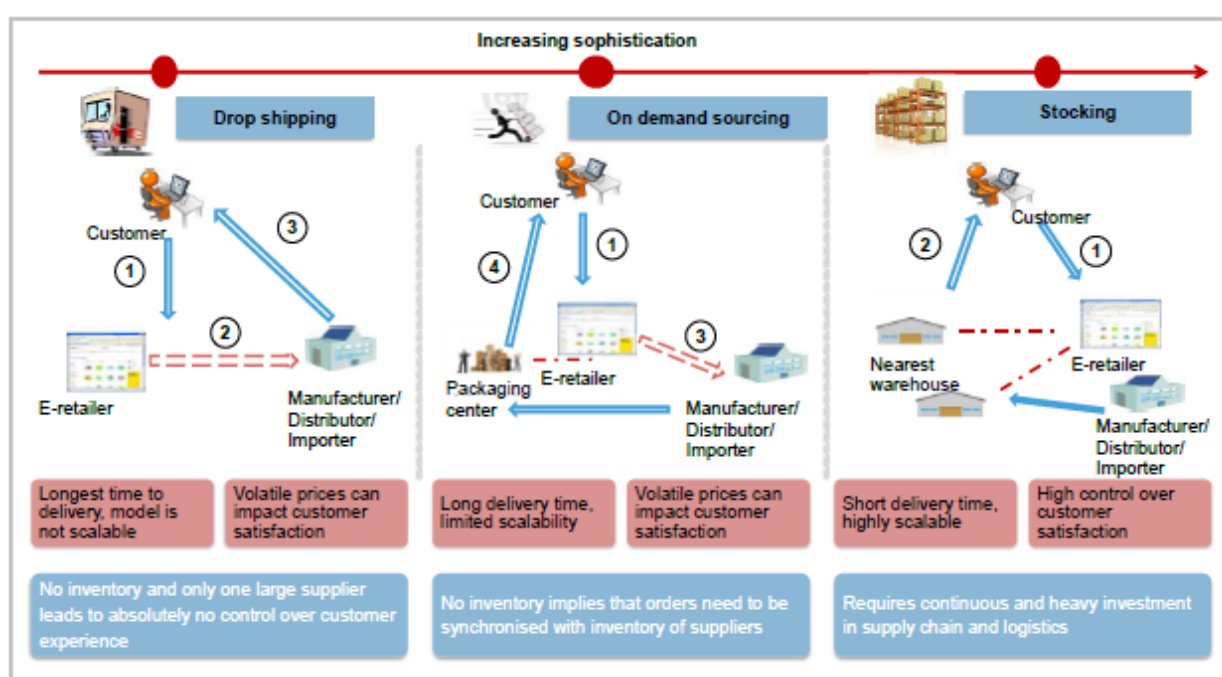 Increasing sophistication
Drop shipping
Customer
3
1
2
E-retailer
Manufacturer/
Distributor/
Importer
Longest time to
delivery, model is
not scalable
Volatile prices can
impact customer
satisfaction
No inventory and only one large supplier
leads to absolutely no control over customer
experience
On demand sourcing
Customer
1
4
3
E-retailer
Packaging
center
Manufacturer/
Distributor/
Importer
Long delivery time,
limited scalability
Volatile prices can
impact customer
satisfaction
No inventory implies that orders need to be
synchronised with inventory of suppliers
Stocking
Customer
2
1
Nearest
warehouse
E-retailer
Manufacturer/
Distributor/
Importer
Short delivery time,
highly scalable
High control over
customer
satisfaction
Requires continuous and heavy investment
in supply chain and logistics